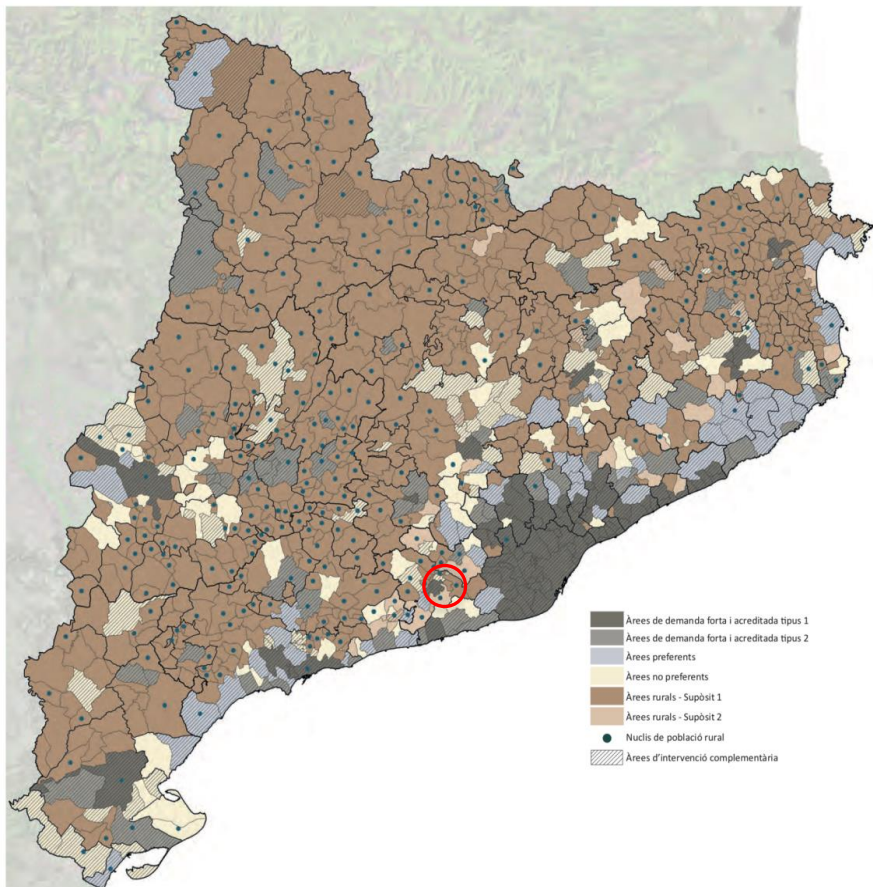 Àrees de demanda forta i acreditada tipus 1
Àrees de demanda forta i acreditada tipus 2
Àrees preferents
Àrees no preferents
Àrees rurals - Supòsit 1
Àrees rurals - Supòsit 2
Nuclis de població rural
Àrees d'intervenció complementària